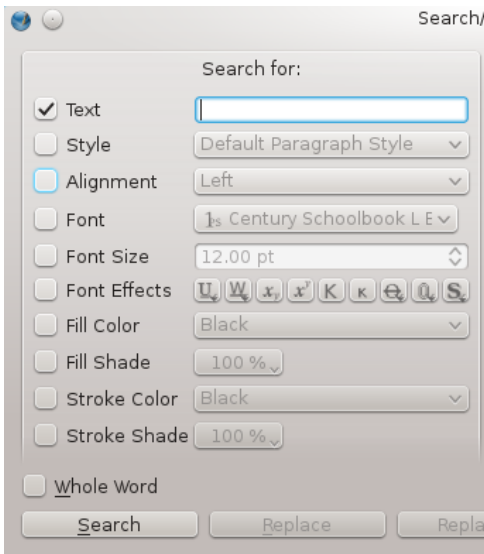 Search/
Search for:
Text
Style Default Paragraph Style
Alignment Left
Font Century Schoolbook L
Font Size 12.00 pt
Font Effects U W x x K K O O S
Fill Color Black
Fill Shade 100 %
Stroke Color Black
Stroke Shade 100 %
Whole Word
Search Replace Repla